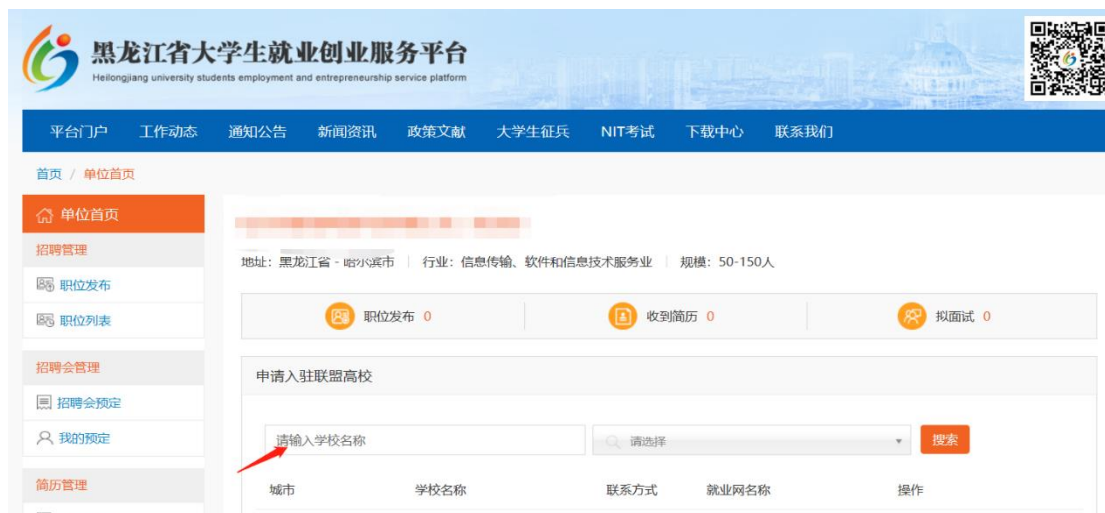 黑龙江省大学生就业创业服务平台
Heilongjiang university students employment and entrepreneurship service platform
平台门户 工作动态 通知公告 新闻资讯 政策文献 大学生征兵 NIT考试 下载中心 联系我们
首页 / 单位首页
单位首页
招聘管理
职位发布
职位列表
招聘会管理
招聘会预定
我的预定
简历管理
地址：黑龙江省 - 哈尔滨市 行业：信息传输、软件和信息技术服务业 规模：50-150人
职位发布 0 收到简历 0 拟面试 0
申请入驻联盟高校
请输入学校名称 请选择 搜索
城市 学校名称 联系方式 就业网名称 操作